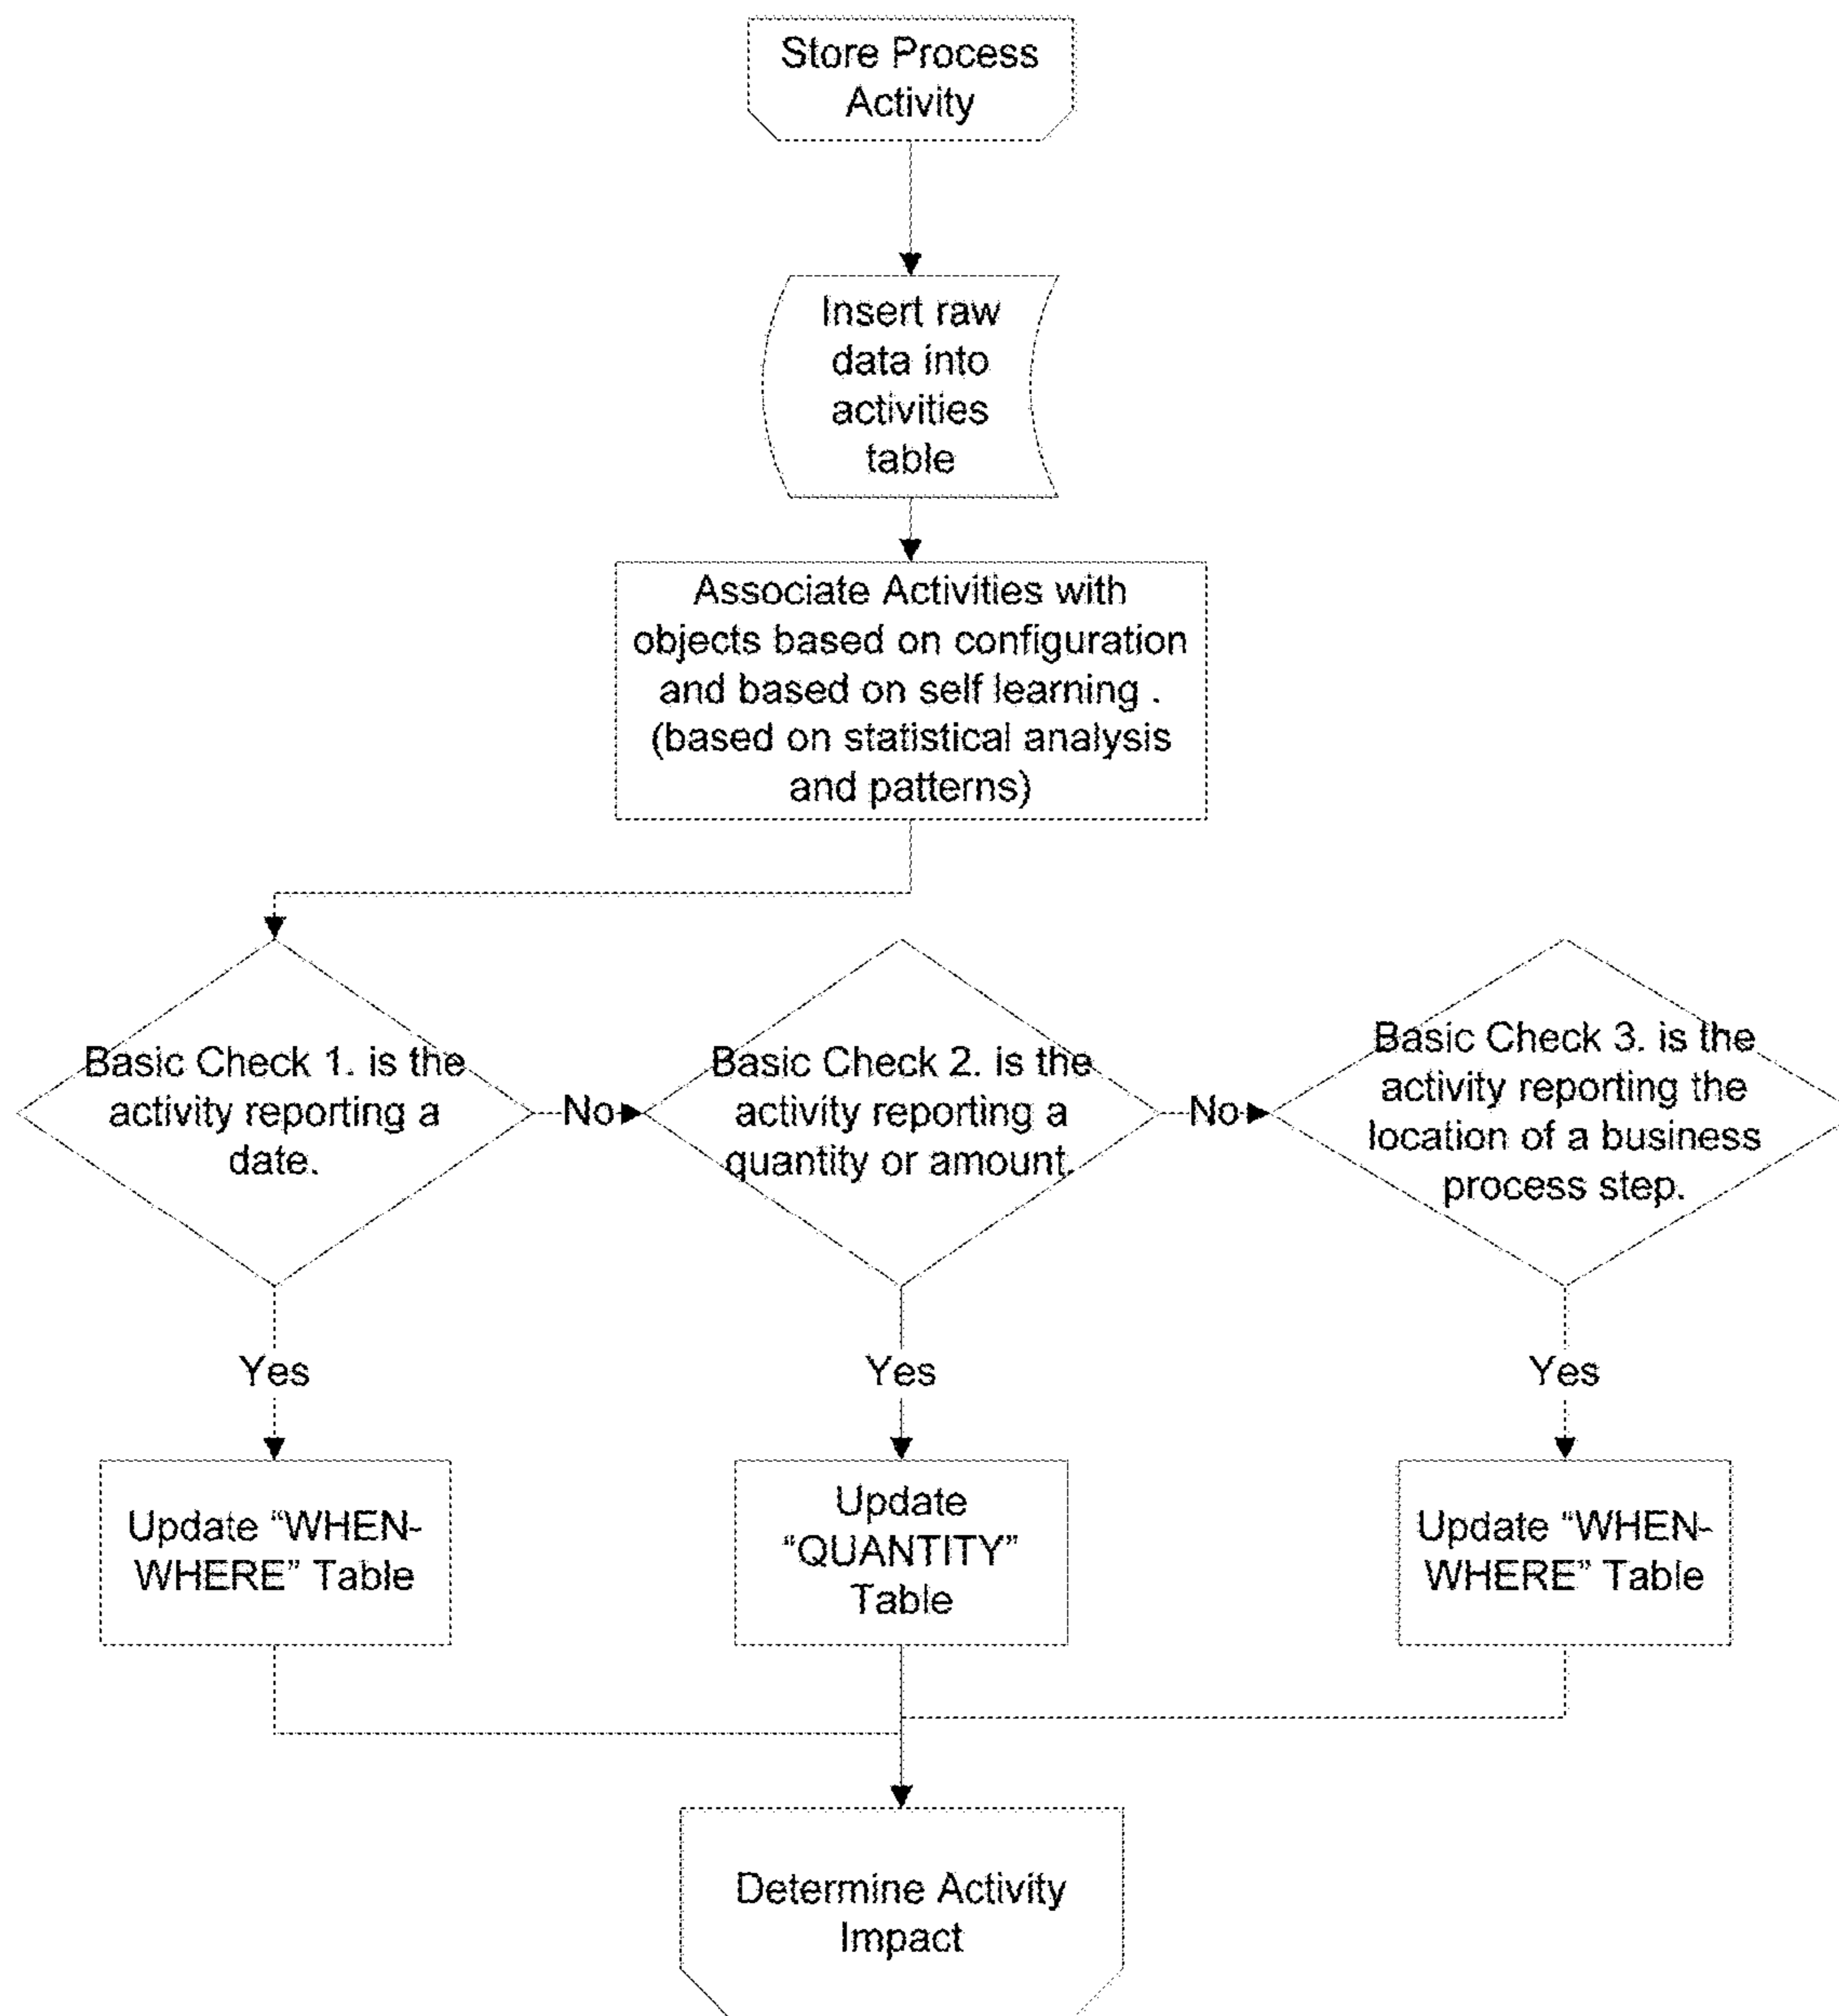 Store Process
Activity
Insert raw
data into
activities
table
Associate Activities with
objects based on configuration
and based on self learning .
(based on statistical analysis
and patterns)
Basic Check 1. is the
activity reporting a
date.
No
Basic Check 2. is the
activity reporting a
quantity or amount.
No
Basic Check 3. is the
activity reporting the
location of a business
process step.
Yes
Yes
Yes
Update “WHEN-
WHERE” Table
Update
“QUANTITY”
Table
Update “WHEN-
WHERE” Table
Determine Activity
Impact